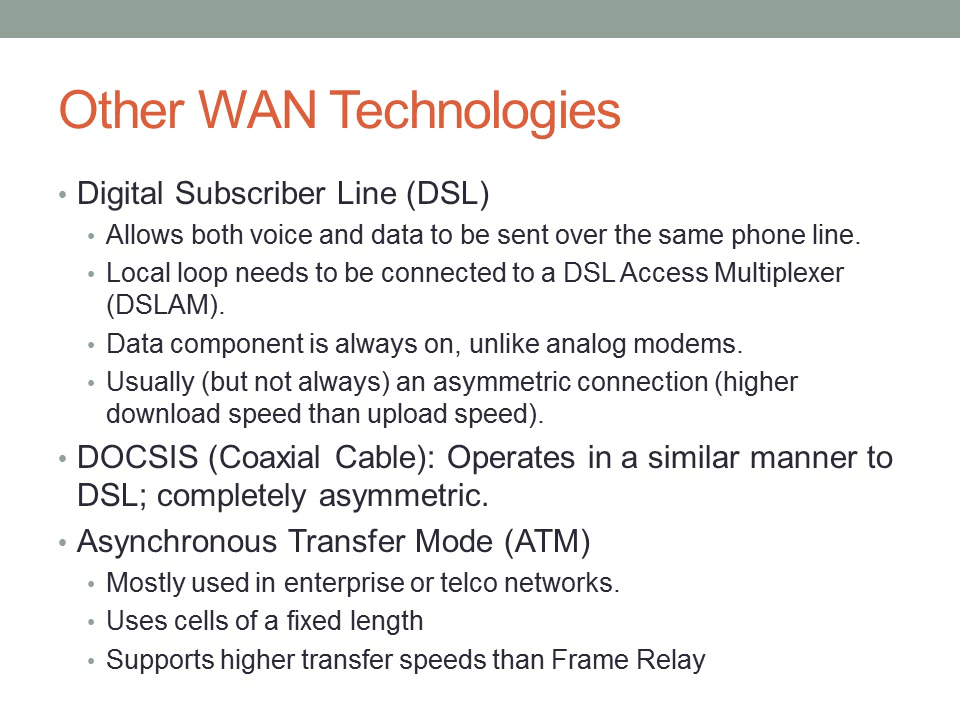 Other WAN Technologies
• Digital Subscriber Line (DSL)
• Allows both voice and data to be sent over the same phone line.
• Local loop needs to be connected to a DSL Access Multiplexer
(DSLAM).
• Data component is always on, unlike analog modems.
• Usually (but not always) an asymmetric connection (higher
download speed than upload speed).
• DOCSIS (Coaxial Cable): Operates in a similar manner to
DSL; completely asymmetric.
• Asynchronous Transfer Mode (ATM)
• Mostly used in enterprise or telco networks.
• Uses cells of a fixed length
• Supports higher transfer speeds than Frame Relay